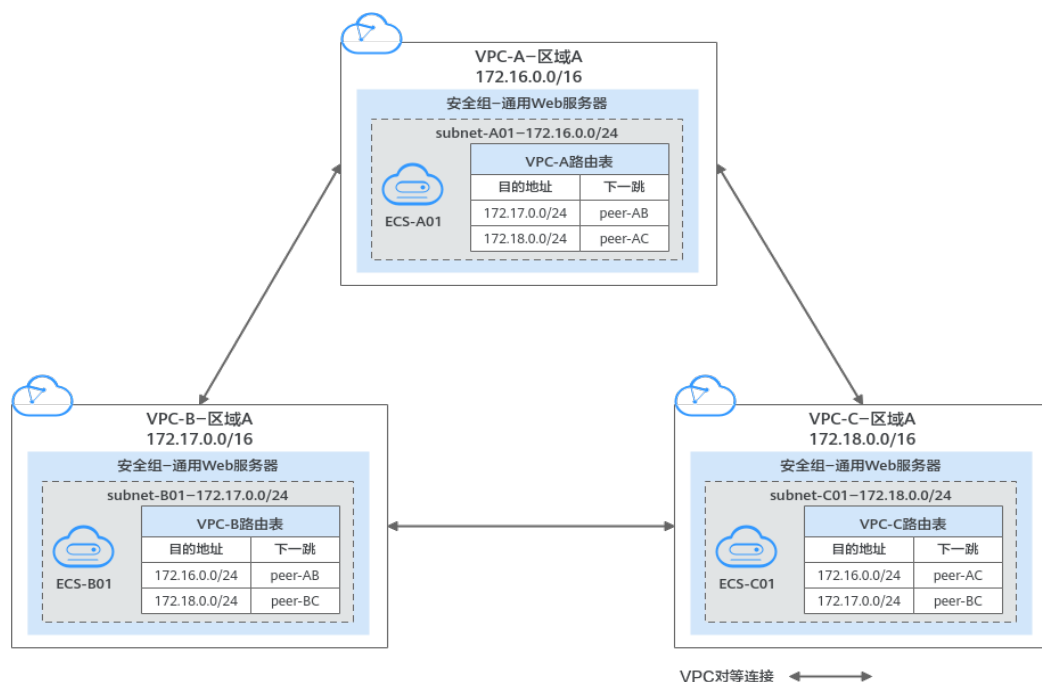 VPC-A–区域A
172.16.0.0/16
安全组–通用Web服务器
subnet-A01–172.16.0.0/24
VPC-A路由表
目的地址 下一跳
172.17.0.0/24 peer-AB
172.18.0.0/24 peer-AC
ECS-A01
VPC-B–区域A
172.17.0.0/16
安全组–通用Web服务器
subnet-B01–172.17.0.0/24
VPC-B路由表
目的地址 下一跳
172.16.0.0/24 peer-AB
172.18.0.0/24 peer-BC
ECS-B01
VPC-C–区域A
172.18.0.0/16
安全组–通用Web服务器
subnet-C01–172.18.0.0/24
VPC-C路由表
目的地址 下一跳
172.16.0.0/24 peer-AC
172.17.0.0/24 peer-BC
ECS-C01
VPC对等连接